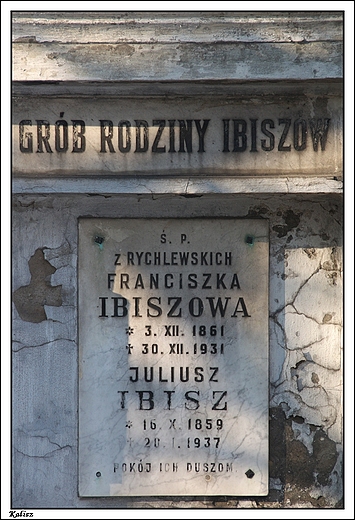 GRÓB RODZINY IBISZÓW
Ś. P.
Z RYCHLEWSKICH
FRANCISZKA
IBISZOWA
* 3. XII. 1861
† 30. XII. 1931
JULIUSZ
IBISZ
* 16. X. 1859
† 20. I. 1937
POKÓJ ICH DUSZOM
Kalisz